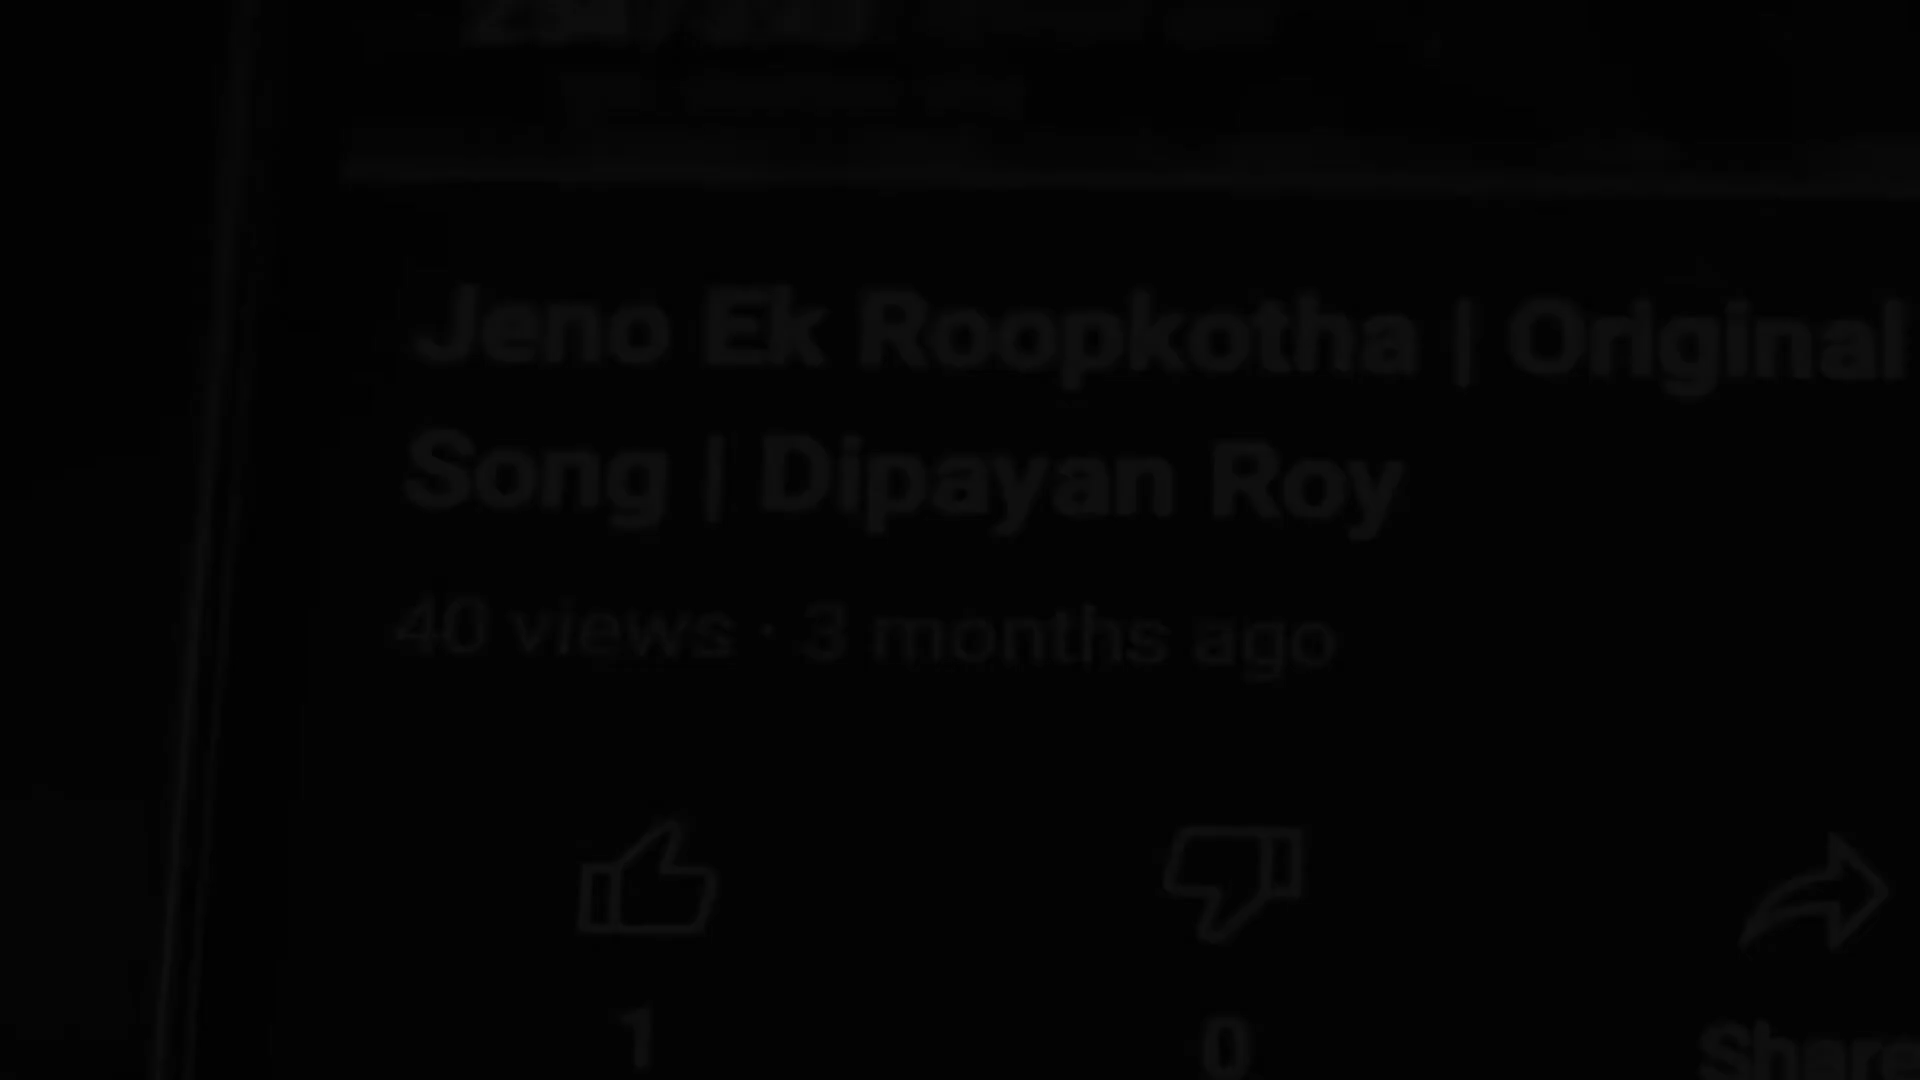 Jeno Ek Roopkotha | Original
Song | Dipayan Roy
40 views · 3 months ago
1
0
Share